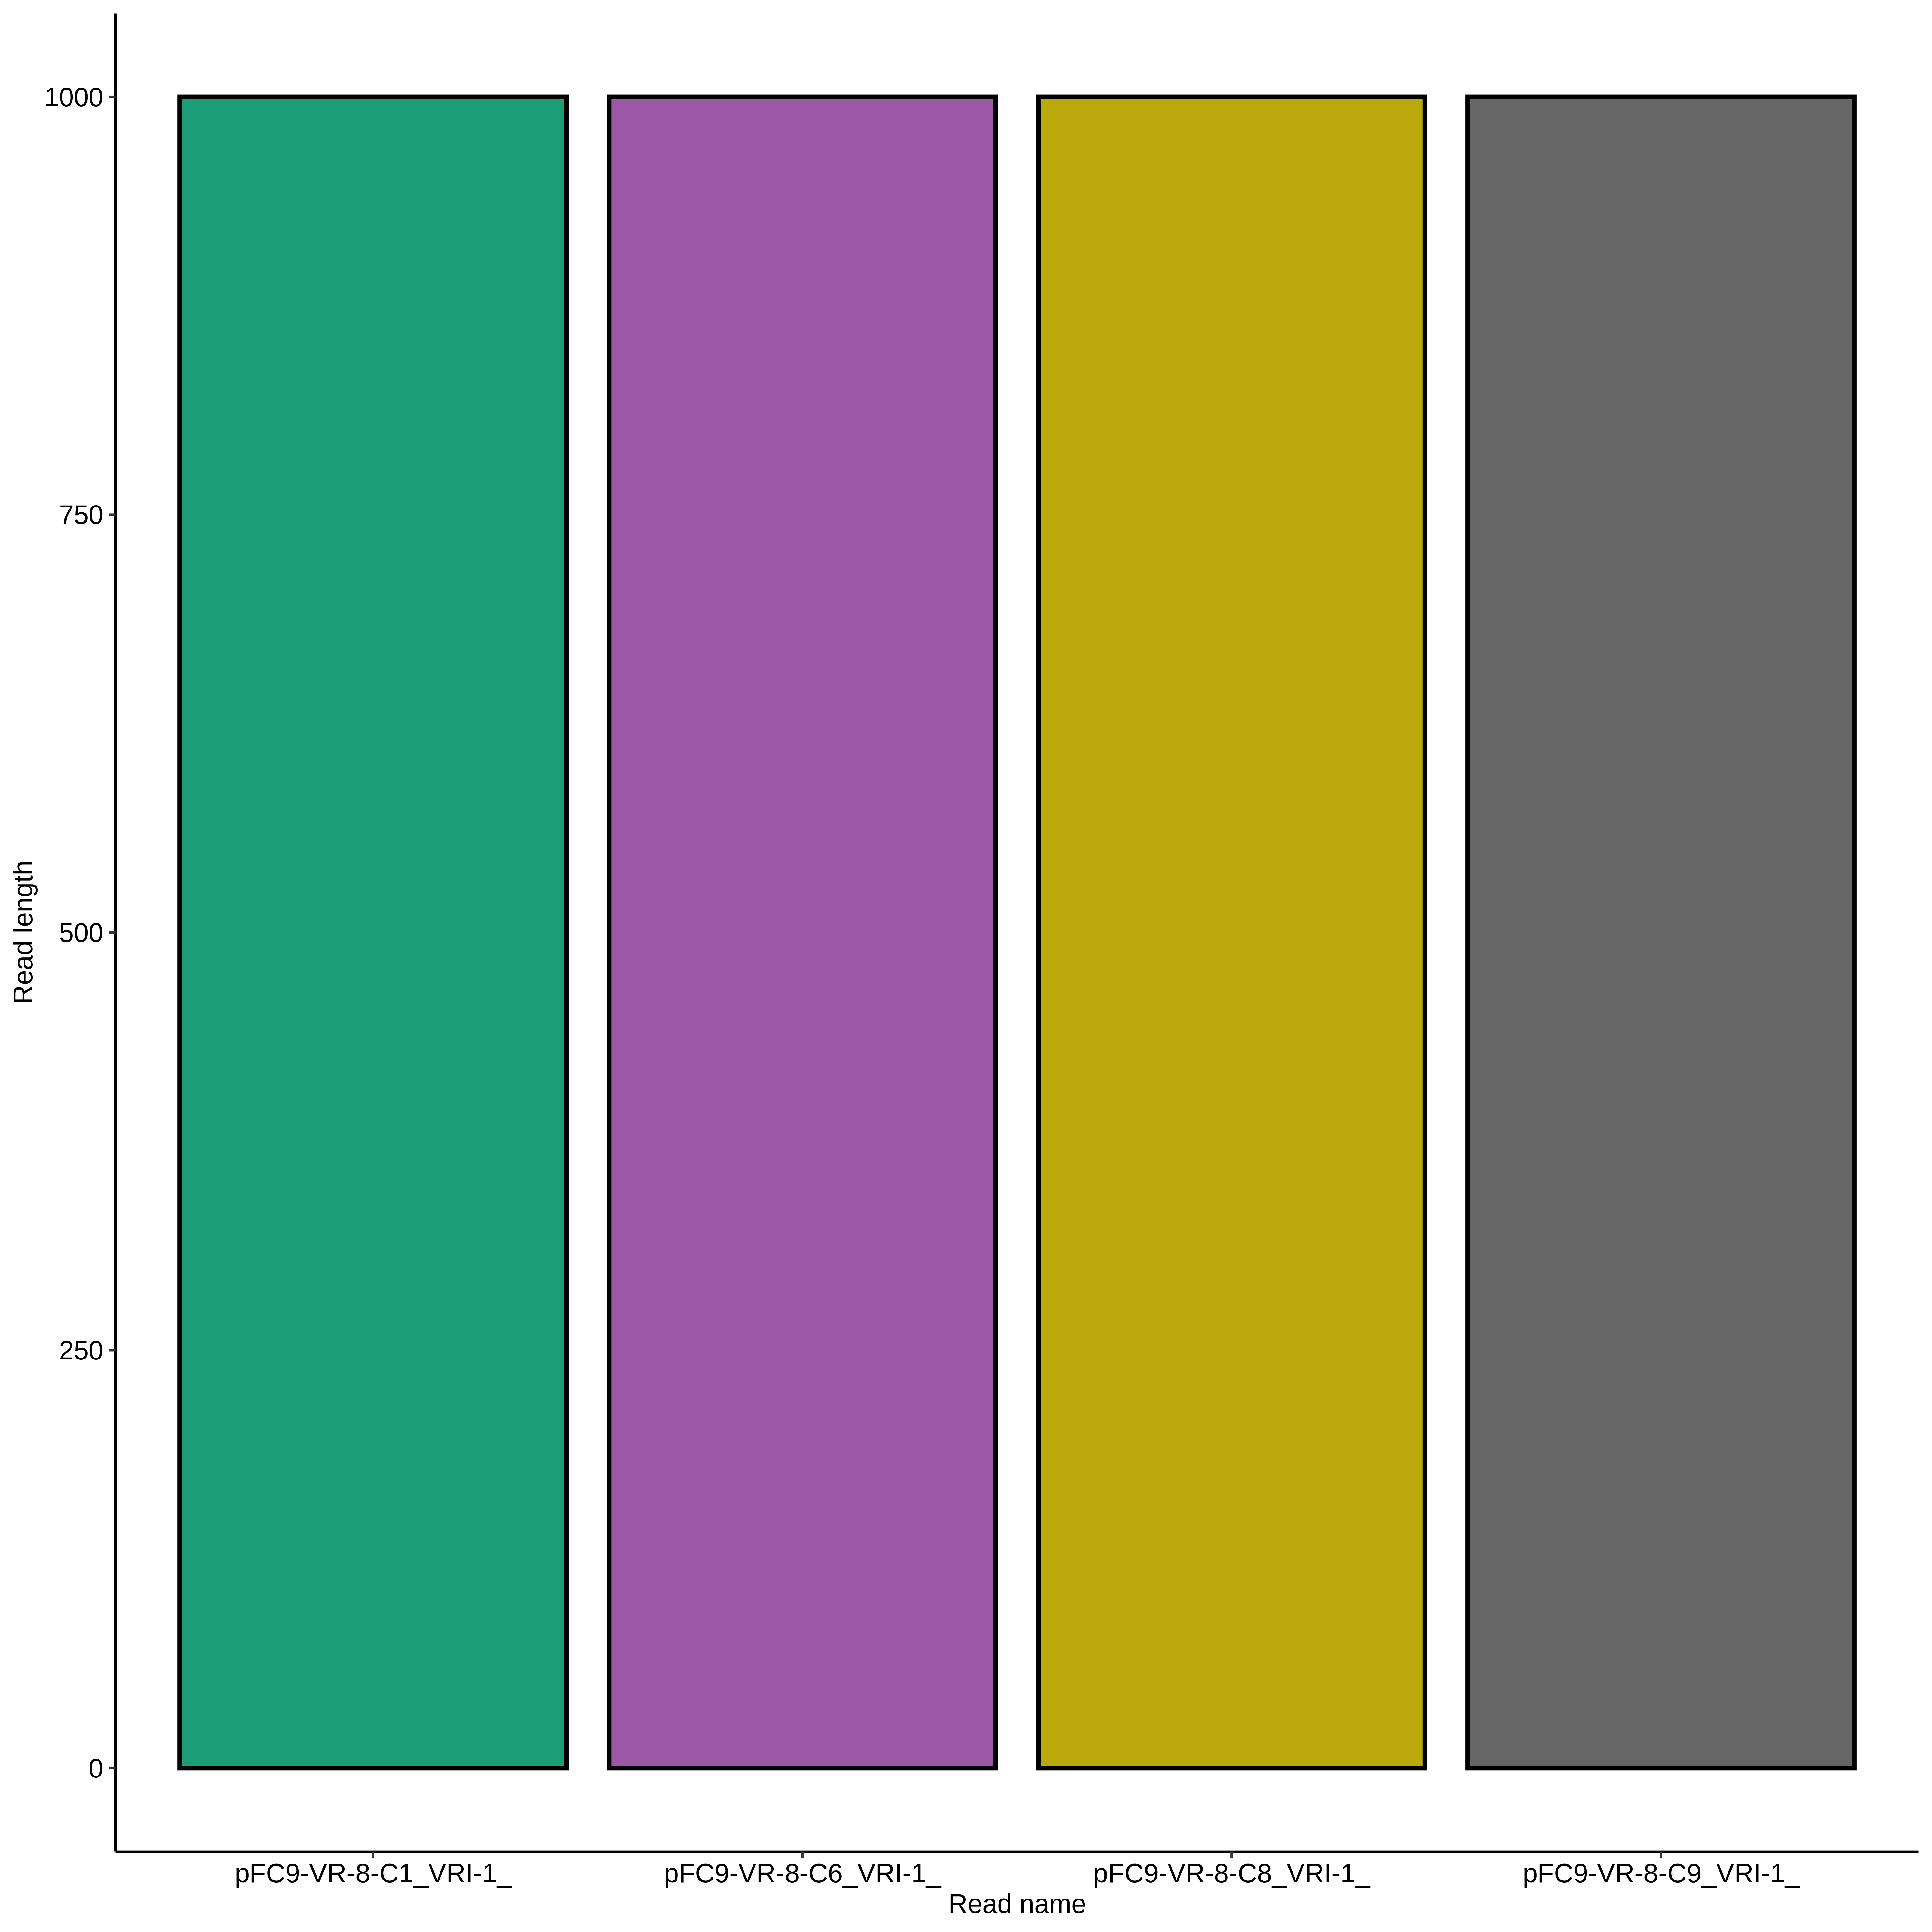 Read length
1000
750
500
250
0
pFC9-VR-8-C1_VRI-1_ pFC9-VR-8-C6_VRI-1_ pFC9-VR-8-C8_VRI-1_ pFC9-VR-8-C9_VRI-1_
Read name